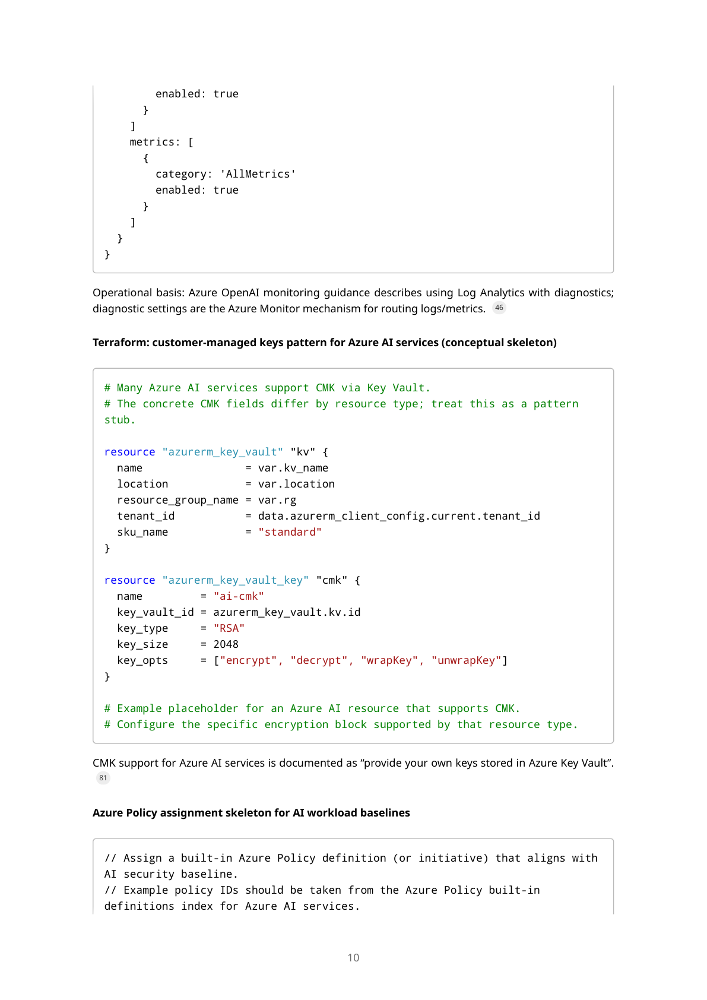 enabled: true
      }
    ]
    metrics: [
      {
        category: 'AllMetrics'
        enabled: true
      }
    ]
  }
}
Operational basis: Azure OpenAI monitoring guidance describes using Log Analytics with diagnostics;
diagnostic settings are the Azure Monitor mechanism for routing logs/metrics. 46
Terraform: customer-managed keys pattern for Azure AI services (conceptual skeleton)
# Many Azure AI services support CMK via Key Vault.
# The concrete CMK fields differ by resource type; treat this as a pattern
stub.
resource "azurerm_key_vault" "kv" {
  name                = var.kv_name
  location            = var.location
  resource_group_name = var.rg
  tenant_id           = data.azurerm_client_config.current.tenant_id
  sku_name            = "standard"
}
resource "azurerm_key_vault_key" "cmk" {
  name         = "ai-cmk"
  key_vault_id = azurerm_key_vault.kv.id
  key_type     = "RSA"
  key_size     = 2048
  key_opts     = ["encrypt", "decrypt", "wrapKey", "unwrapKey"]
}
# Example placeholder for an Azure AI resource that supports CMK.
# Configure the specific encryption block supported by that resource type.
CMK support for Azure AI services is documented as “provide your own keys stored in Azure Key Vault”.
81
Azure Policy assignment skeleton for AI workload baselines
// Assign a built-in Azure Policy definition (or initiative) that aligns with
AI security baseline.
// Example policy IDs should be taken from the Azure Policy built-in
definitions index for Azure AI services.
10